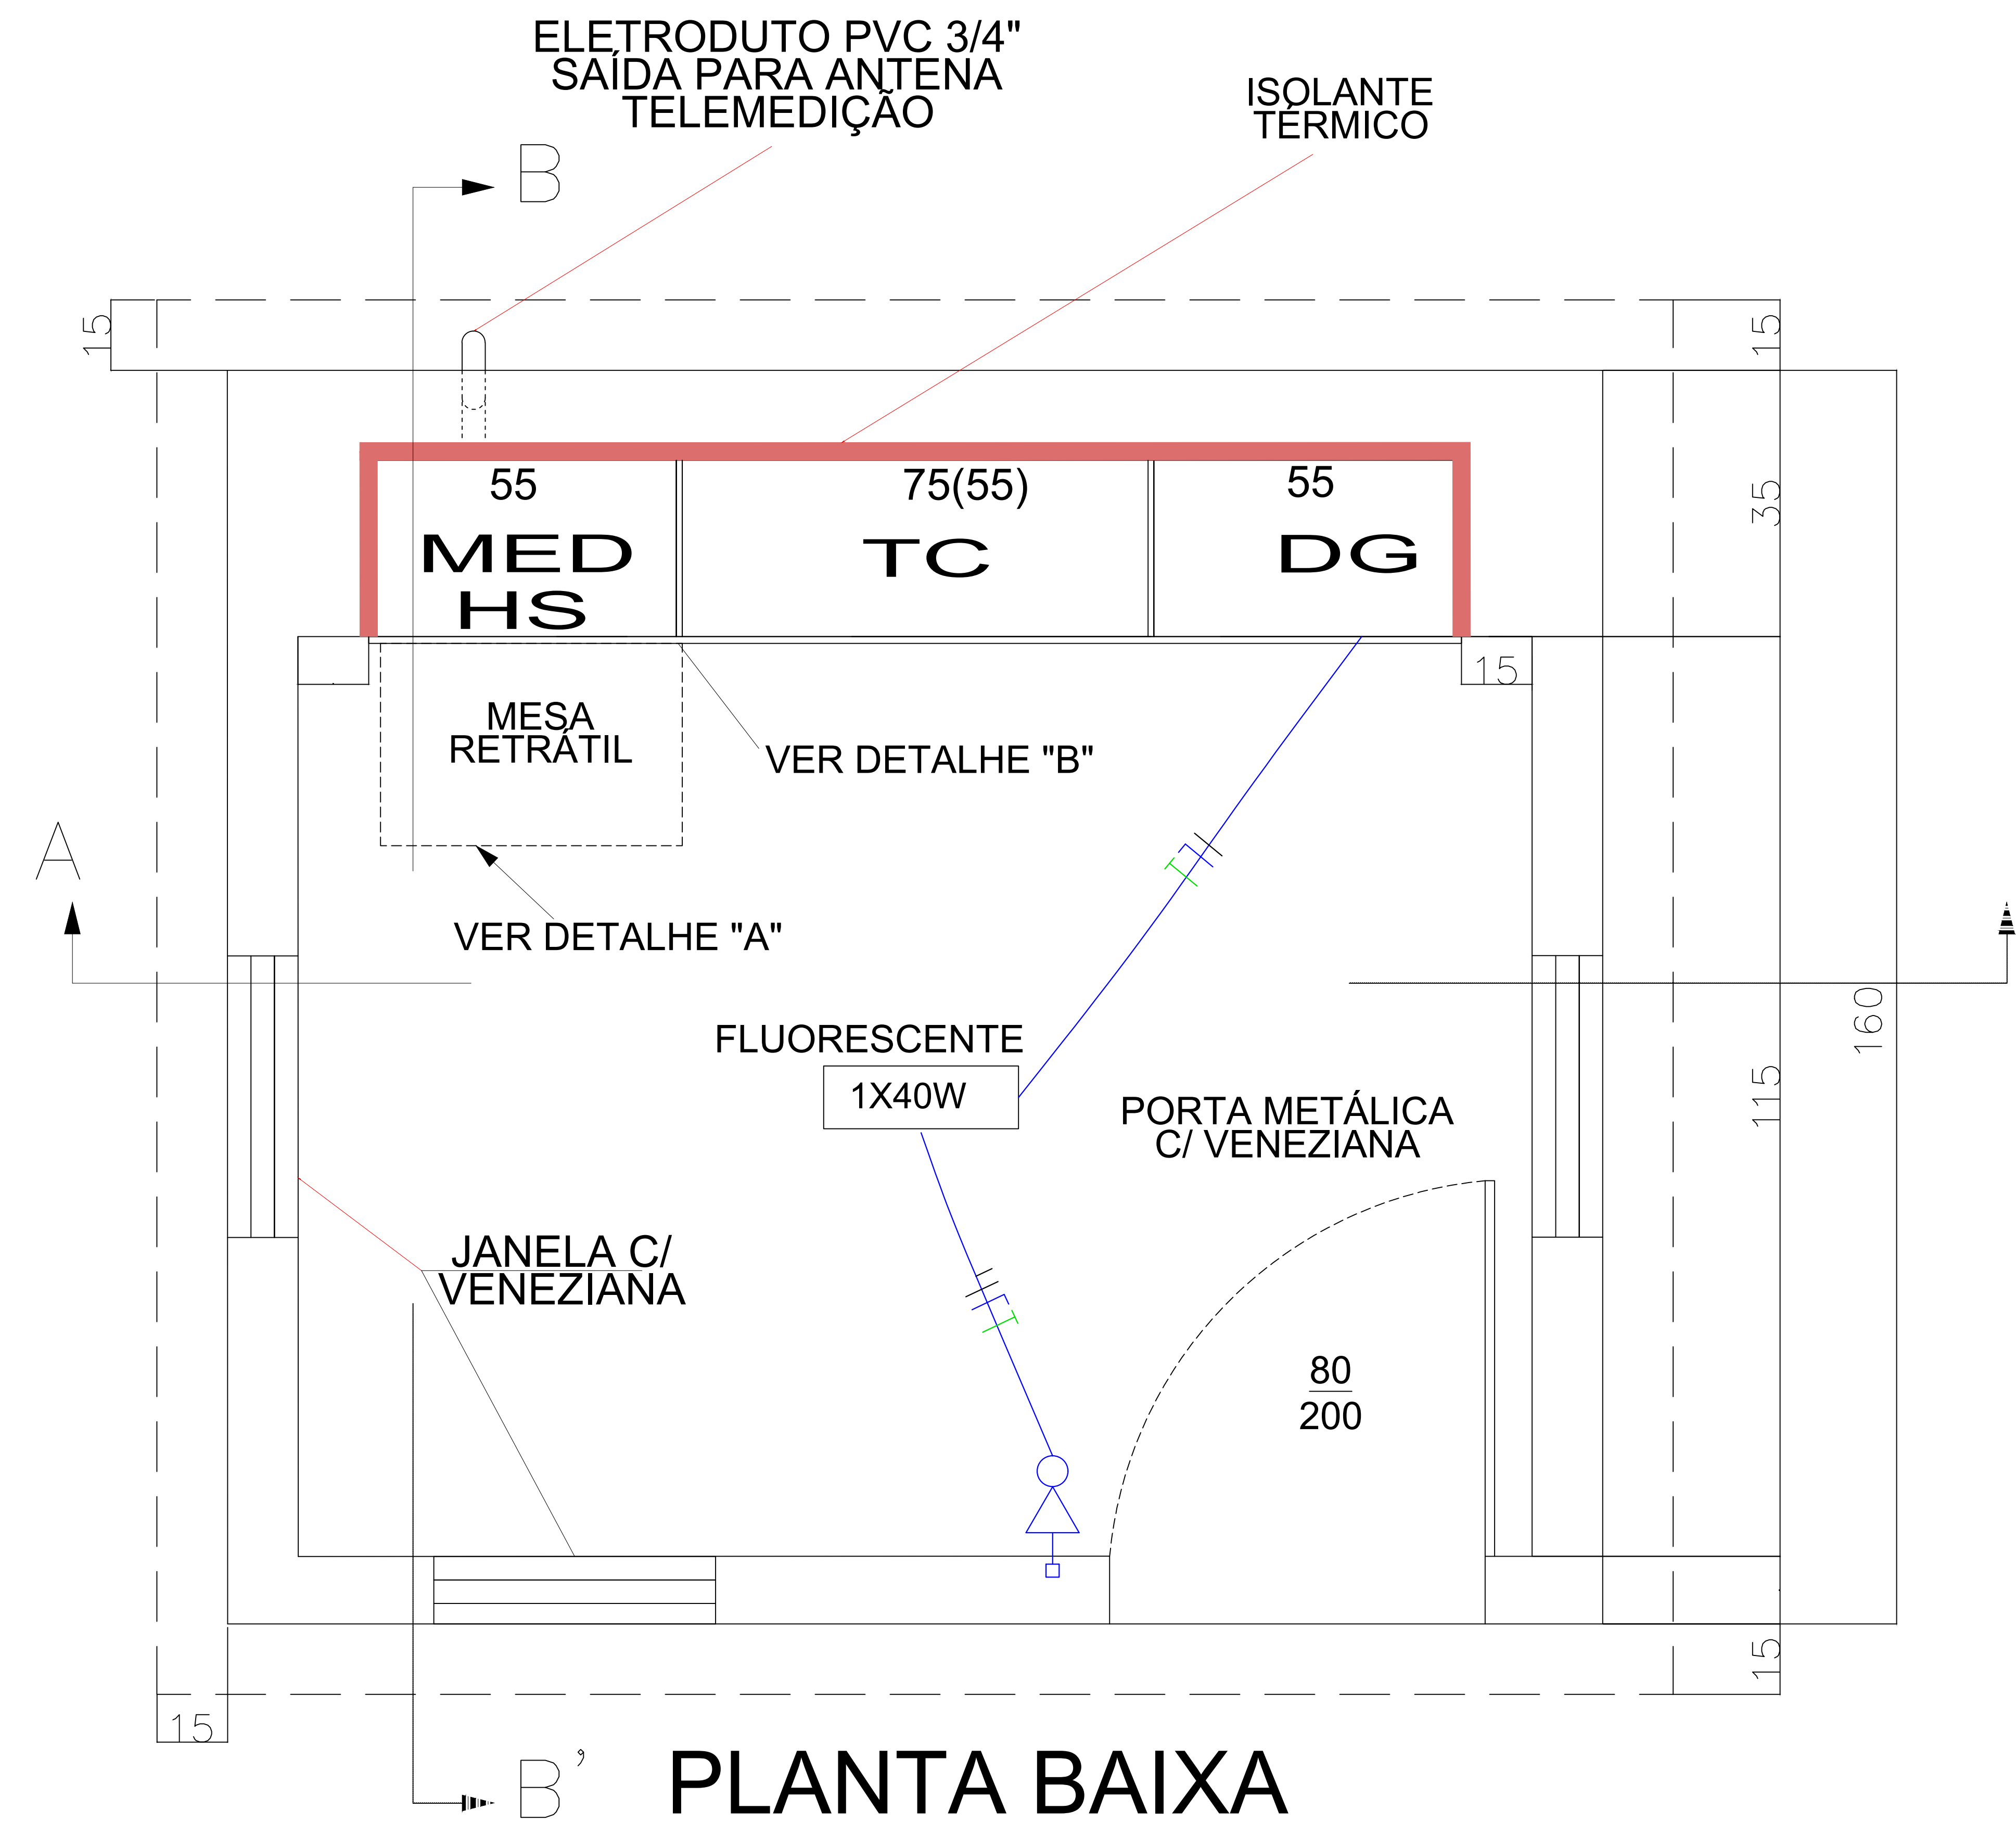 ELETRODUTO PVC 3/4"
SAÍDA PARA ANTENA
TELEMEDIÇÃO
ISOLANTE
TÉRMICO
B
15
15
55
75(55)
55
35
MED
HS
TC
DG
15
MESA
RETRÁTIL
VER DETALHE "B"
A
VER DETALHE "A"
FLUORESCENTE
1X40W
160
115
PORTA METÁLICA
C/ VENEZIANA
JANELA C/
VENEZIANA
80
200
15
15
B’
PLANTA BAIXA